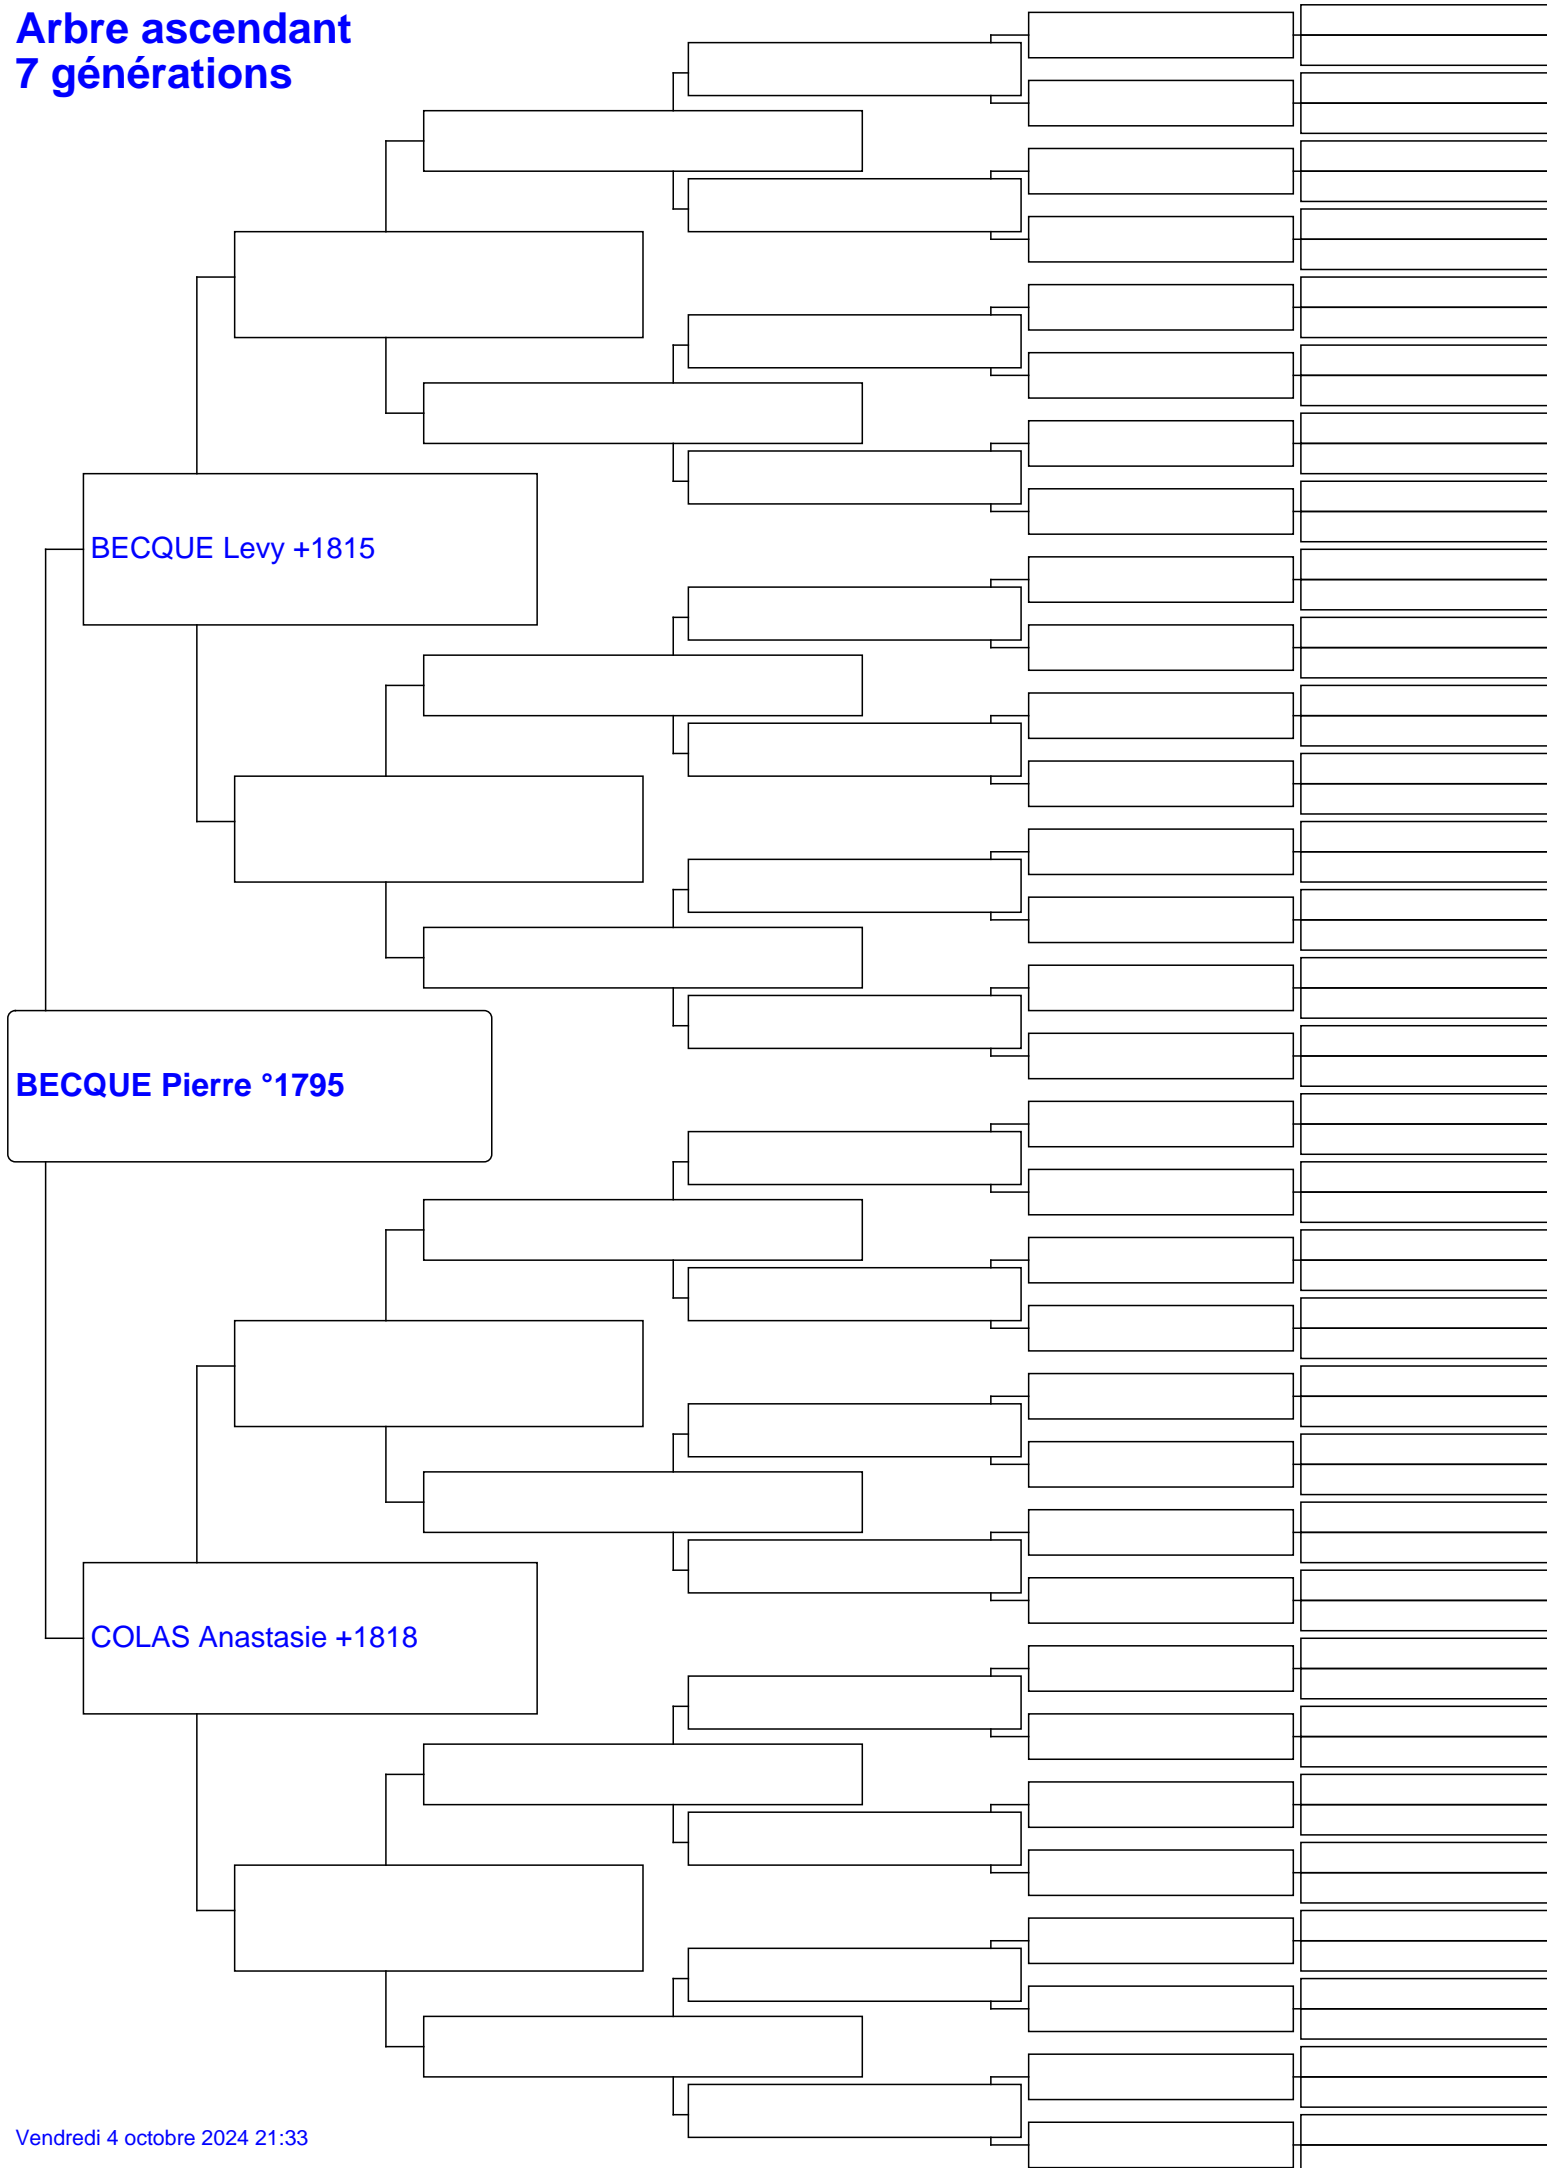 Arbre ascendant
7 générations
BECQUE Levy +1815
BECQUE Pierre °1795
COLAS Anastasie +1818
Vendredi 4 octobre 2024 21:33